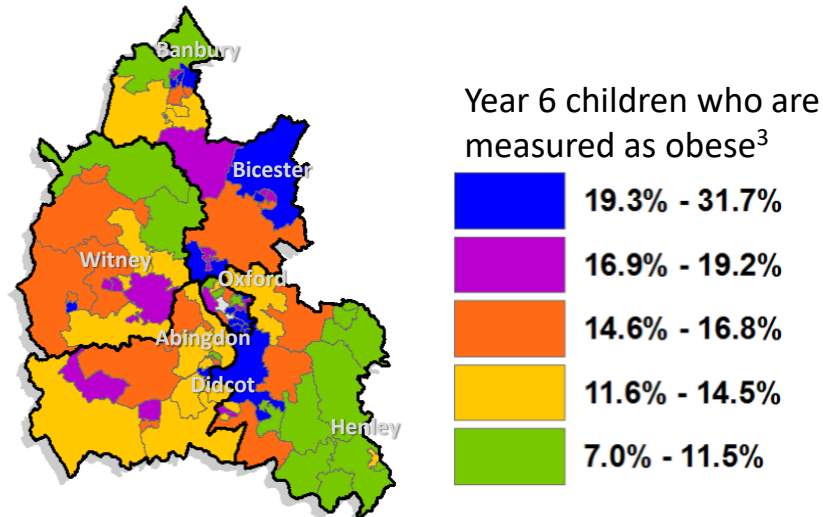 Banbury
Bicester
Witney
Oxford
Abingdon
Didcot
Henley
Year 6 children who are
measured as obese³
19.3% - 31.7%
16.9% - 19.2%
14.6% - 16.8%
11.6% - 14.5%
7.0% - 11.5%